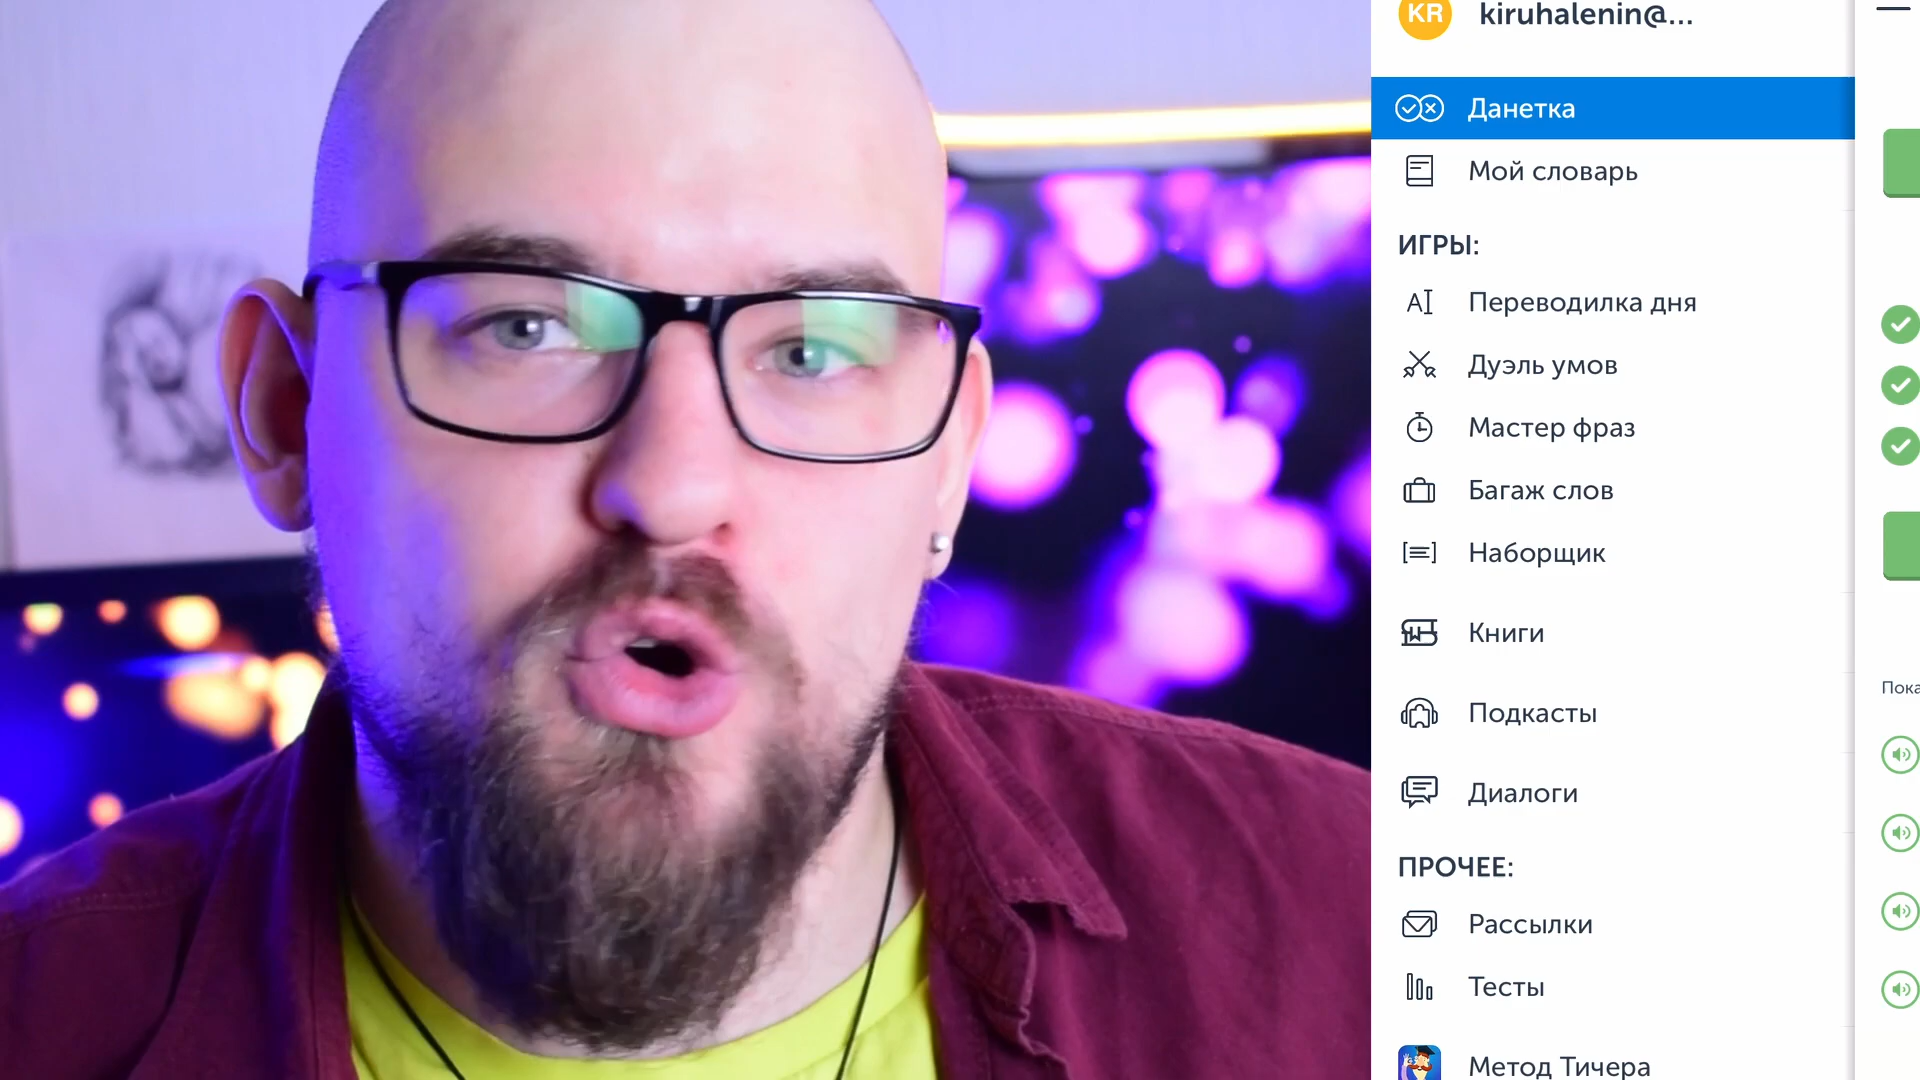 KR kiruhalenin@...
Данетка
Мой словарь
ИГРЫ:
Переводилка дня
Дуэль умов
Мастер фраз
Багаж слов
Наборщик
Книги
Пока
Подкасты
Диалоги
ПРОЧЕЕ:
Рассылки
Тесты
Метод Тичера